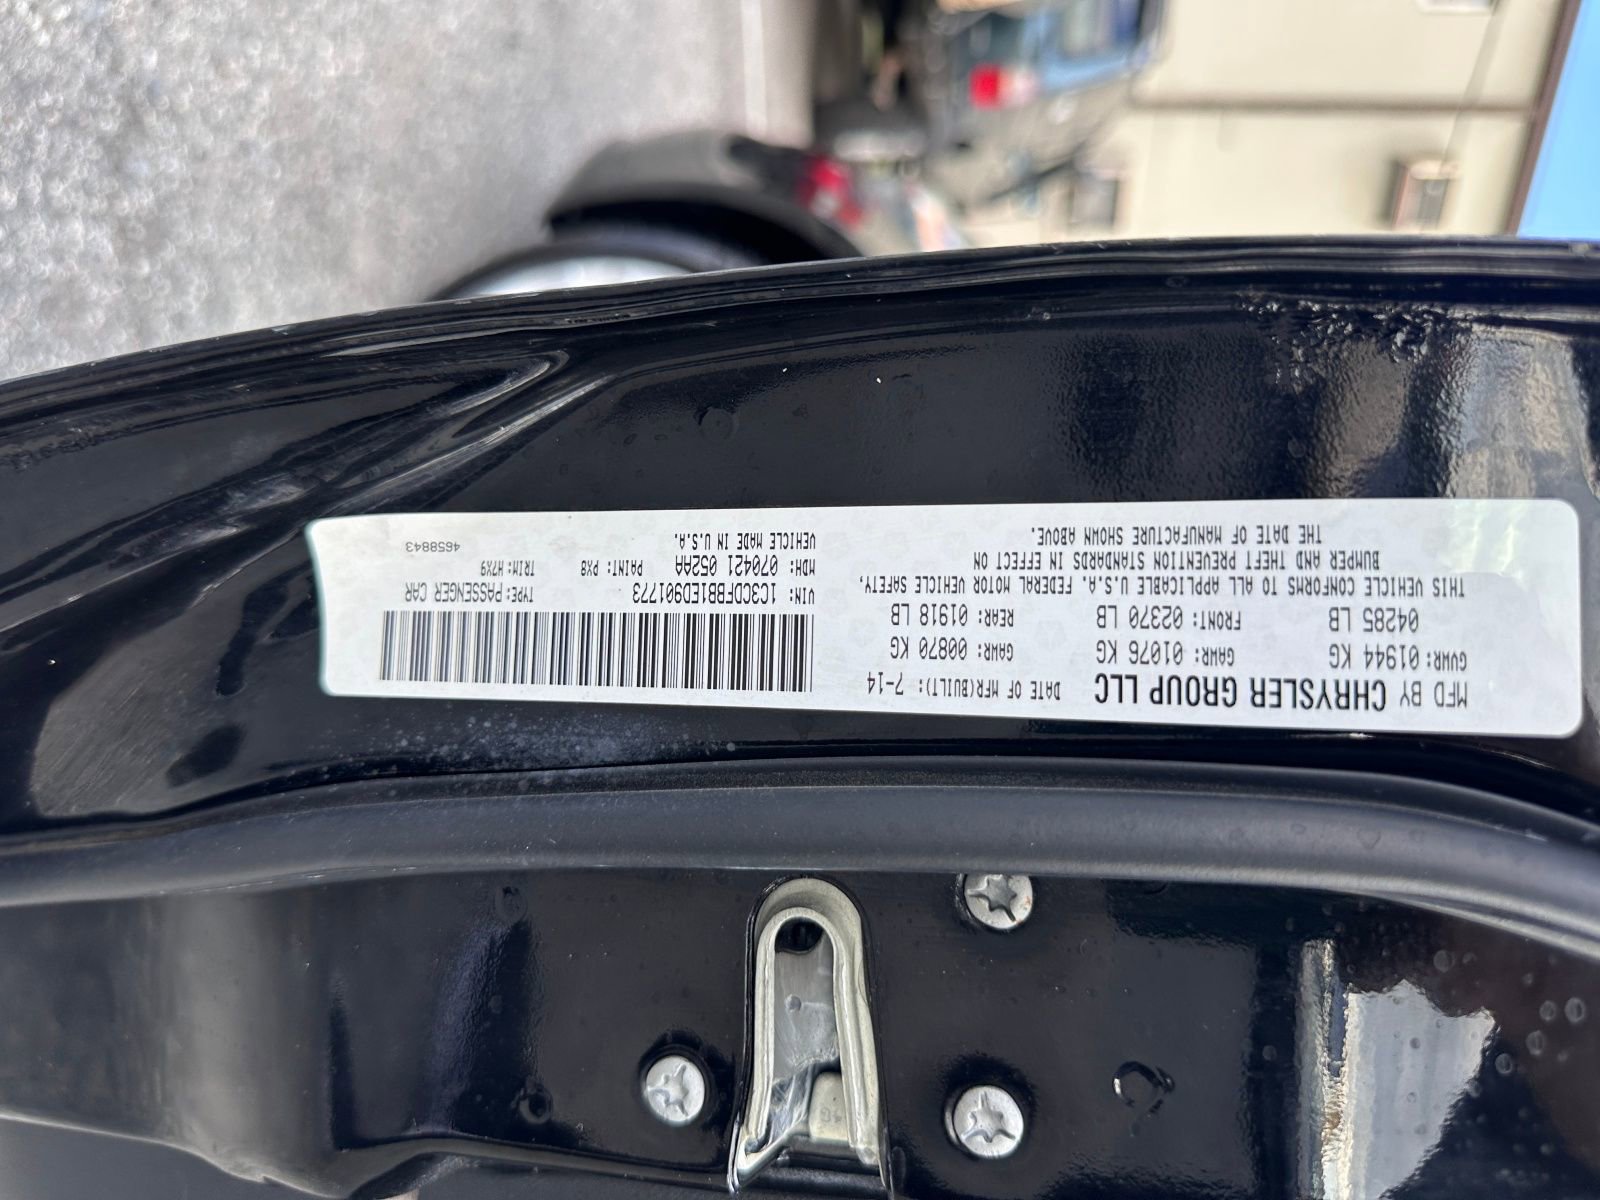 MFD BY CHRYSLER GROUP LLC DATE OF MFR(BUILT): 7-14
GVWR: 01944 KG GAWR: 01076 KG GAWR: 00870 KG
04285 LB FRONT: 02370 LB REAR: 01918 LB
THIS VEHICLE CONFORMS TO ALL APPLICABLE U.S.A. FEDERAL MOTOR VEHICLE SAFETY,
BUMPER AND THEFT PREVENTION STANDARDS IN EFFECT ON
THE DATE OF MANUFACTURE SHOWN ABOVE.
VIN: 1C3CDFBB1ED901773 TYPE: PASSENGER CAR
MDH: 070421 052AA PAINT: PX8 TRIM: H7X9
VEHICLE MADE IN U.S.A. 4658843